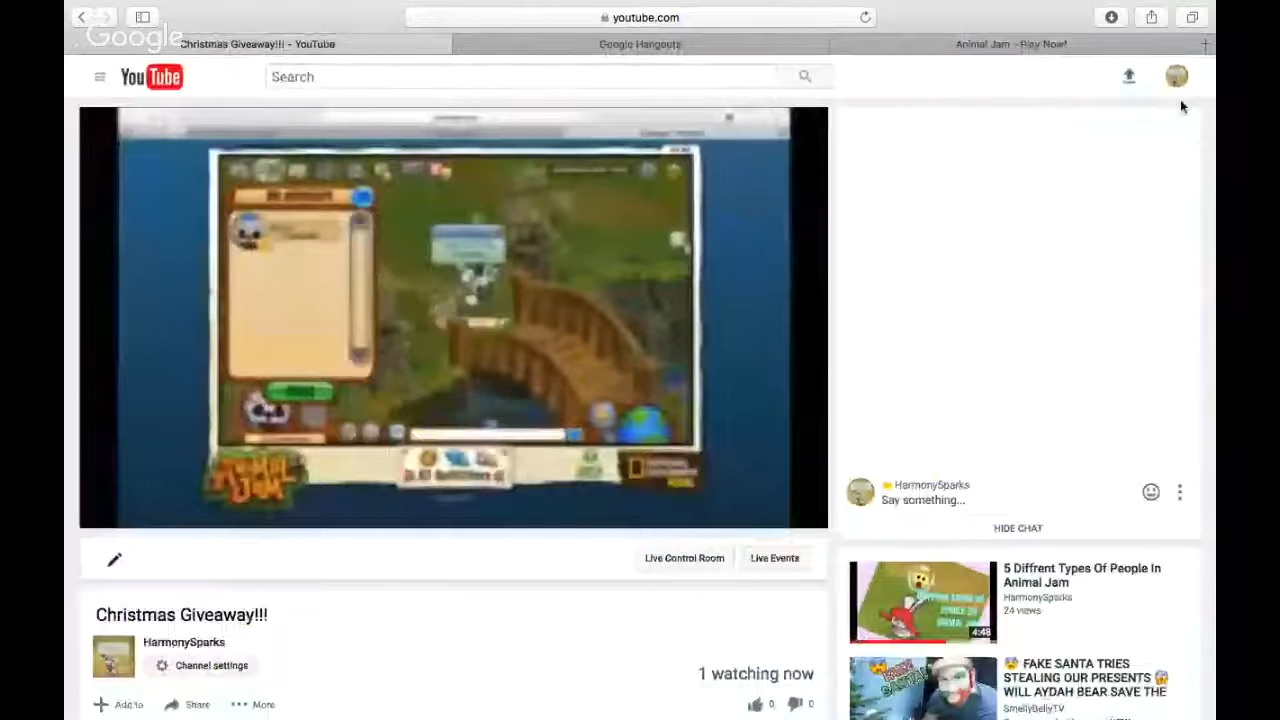 youtube.com
Google
Christmas Giveaway!!! - YouTube
Google Hangouts
Animal Jam - Play Now!
YouTube
Search
ANIMAL
JAM
HarmonySparks
Say something...
HIDE CHAT
Live Control Room
Live Events
Christmas Giveaway!!!
HarmonySparks
Channel settings
1 watching now
Add to
Share
More
0
0
5 Diffrent Types Of People In
Animal Jam
HarmonySparks
24 views
4:48
😨 FAKE SANTA TRIES
STEALING OUR PRESENTS 😱
WILL AYDAH BEAR SAVE THE
SmellyBellyTV